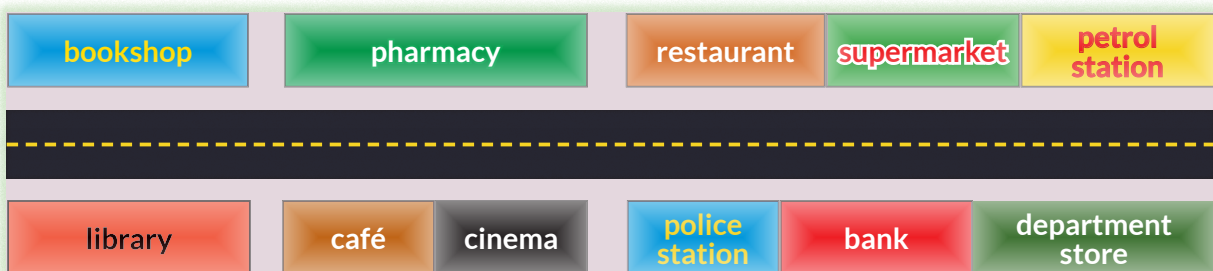 bookshop
pharmacy
restaurant
supermarket
petrol
station
library
café
cinema
police
station
bank
department
store